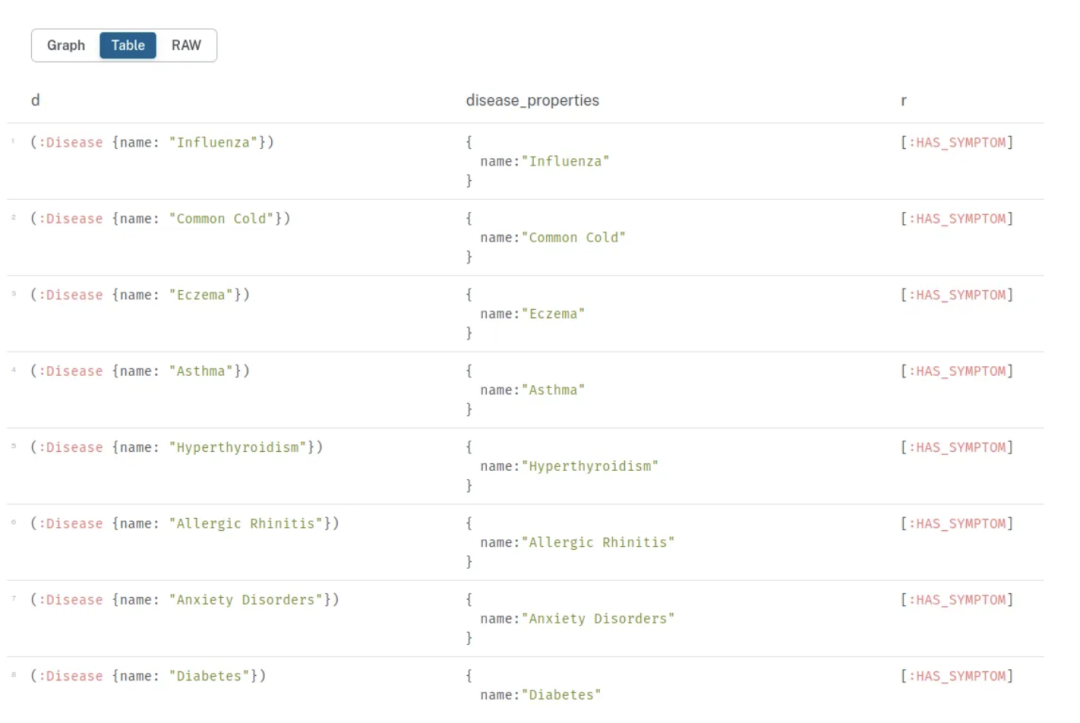 Graph Table RAW
d disease_properties r
1 (:Disease {name: "Influenza"}) { [:HAS_SYMPTOM]
name:"Influenza"
}
2 (:Disease {name: "Common Cold"}) { [:HAS_SYMPTOM]
name:"Common Cold"
}
3 (:Disease {name: "Eczema"}) { [:HAS_SYMPTOM]
name:"Eczema"
}
4 (:Disease {name: "Asthma"}) { [:HAS_SYMPTOM]
name:"Asthma"
}
5 (:Disease {name: "Hyperthyroidism"}) { [:HAS_SYMPTOM]
name:"Hyperthyroidism"
}
6 (:Disease {name: "Allergic Rhinitis"}) { [:HAS_SYMPTOM]
name:"Allergic Rhinitis"
}
7 (:Disease {name: "Anxiety Disorders"}) { [:HAS_SYMPTOM]
name:"Anxiety Disorders"
}
8 (:Disease {name: "Diabetes"}) { [:HAS_SYMPTOM]
name:"Diabetes"